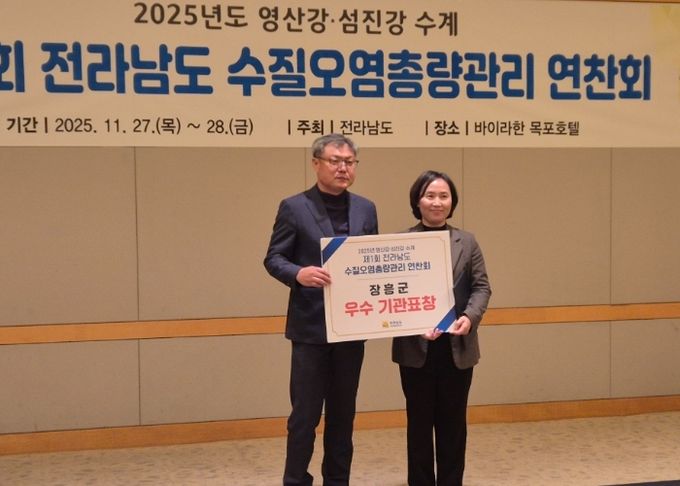 2025년도 영산강·섬진강 수계
회 전라남도 수질오염총량관리 연찬회
기간 | 2025. 11. 27.(목) ~ 28.(금) | 주최 | 전라남도 | 장소 | 바이라한 목포호텔
2025년 영산강·섬진강 수계
제1회 전라남도
수질오염총량관리 연찬회
장 흥 군
우수 기관표창